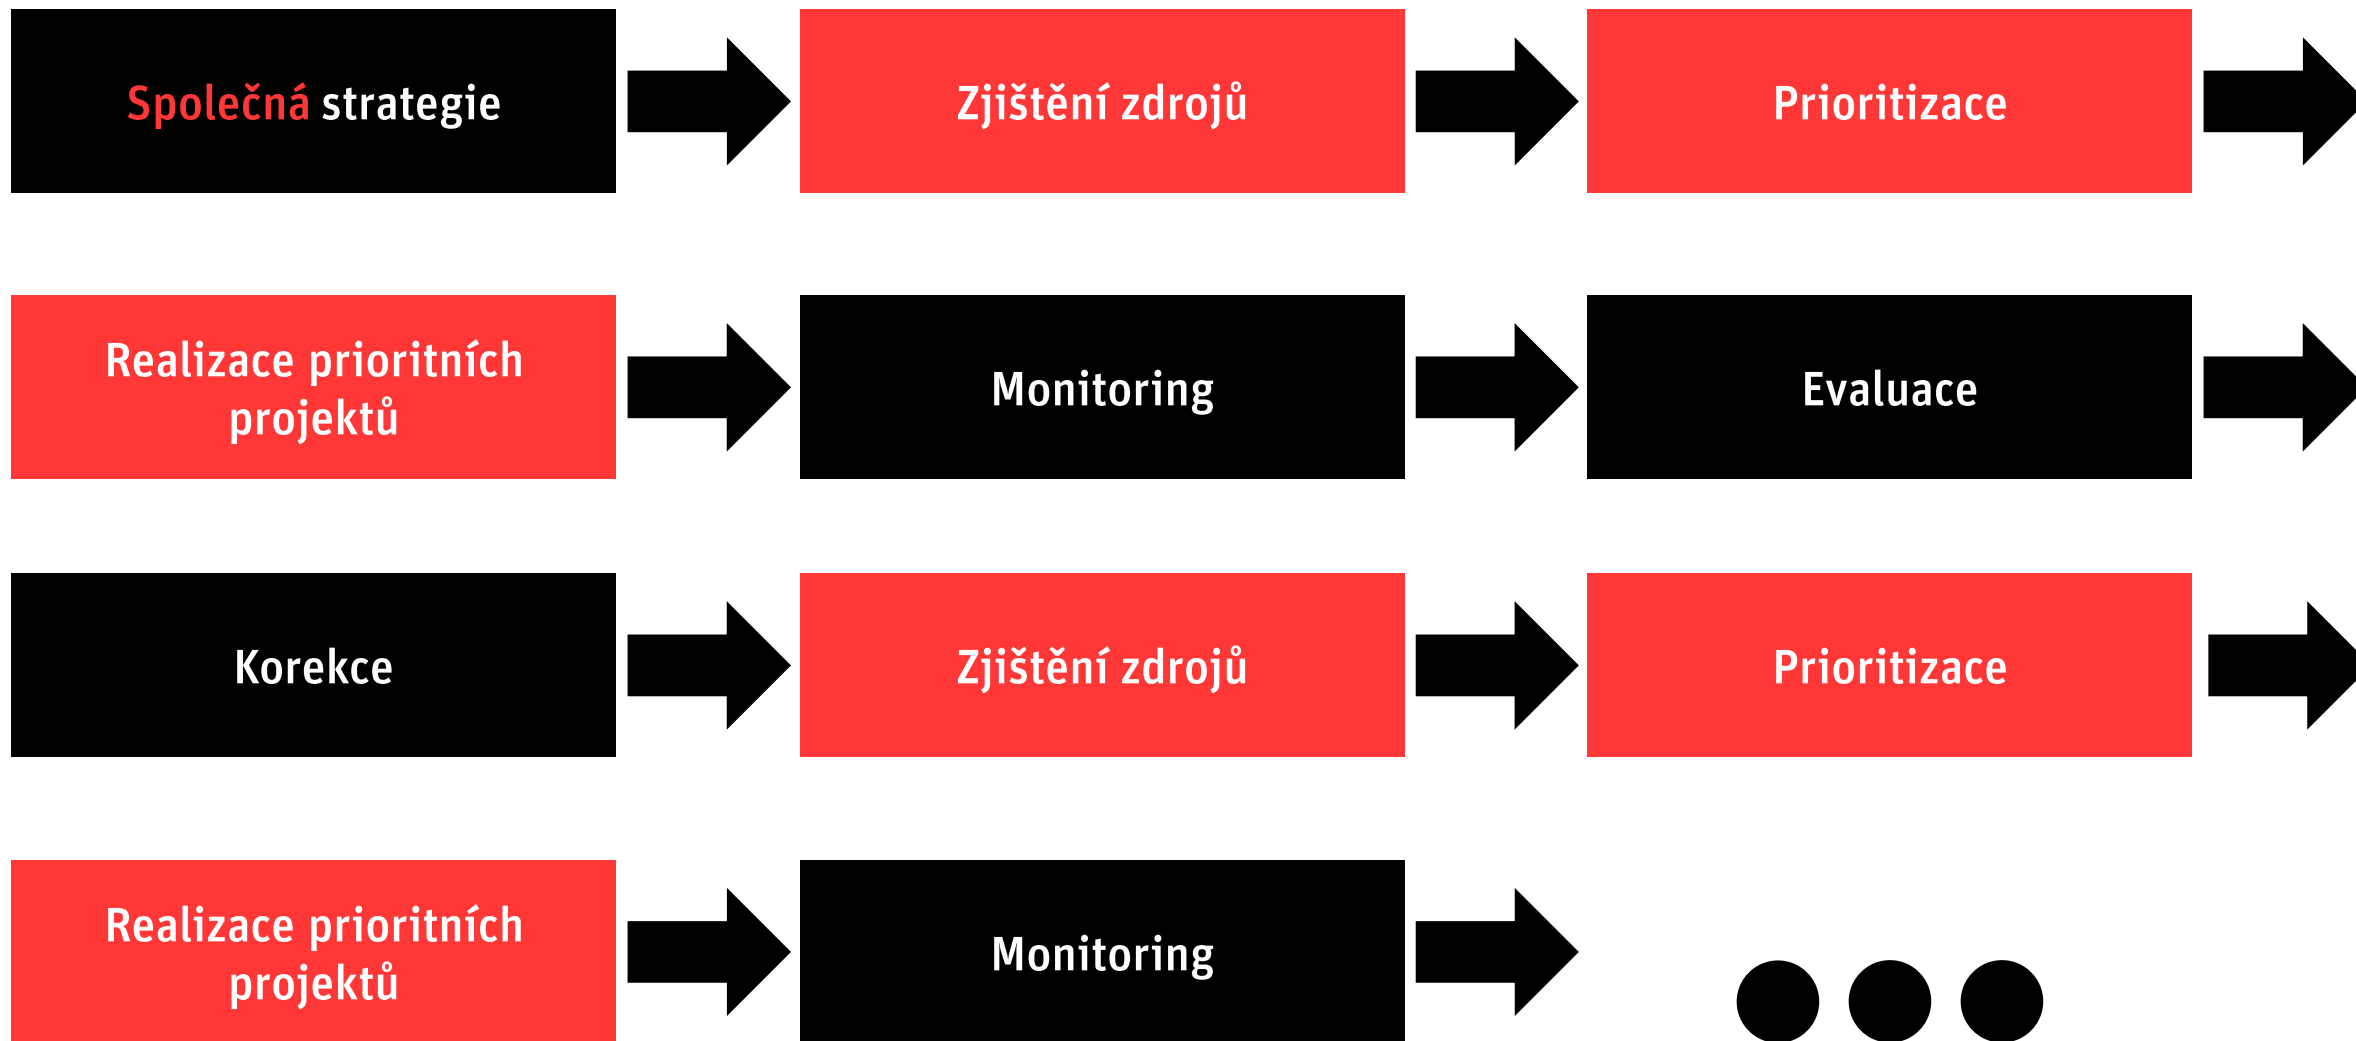 Společná strategie
Zjištění zdrojů
Prioritizace
Realizace prioritních
projektů
Monitoring
Evaluace
Korekce
Zjištění zdrojů
Prioritizace
Realizace prioritních
projektů
Monitoring